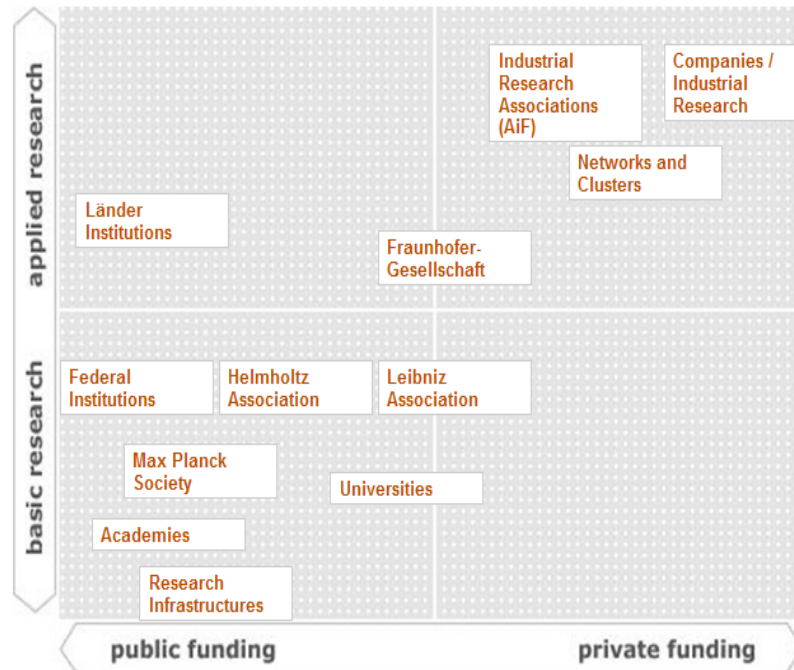 applied research
basic research
Industrial
Research
Associations
(AiF)
Companies /
Industrial
Research
Networks and
Clusters
Länder
Institutions
Fraunhofer-
Gesellschaft
Federal
Institutions
Helmholtz
Association
Leibniz
Association
Max Planck
Society
Universities
Academies
Research
Infrastructures
public funding
private funding